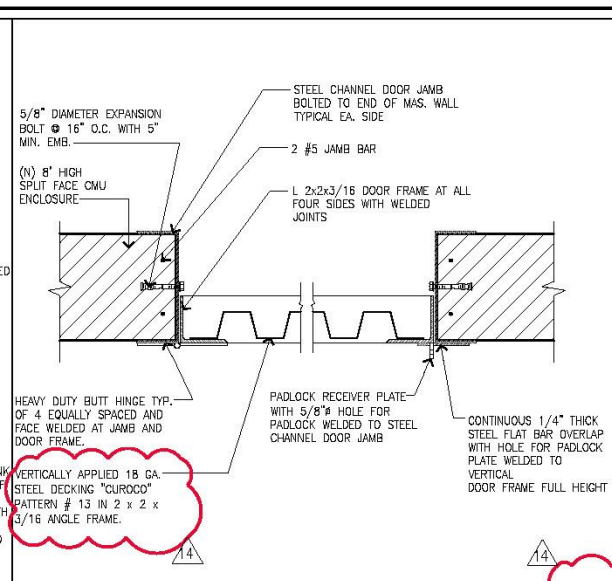 5/8" DIAMETER EXPANSION
BOLT @ 16" O.C. WITH 5"
MIN. EMB.
(N) 8' HIGH
SPLIT FACE CMU
ENCLOSURE
STEEL CHANNEL DOOR JAMB
BOLTED TO END OF MAS. WALL
TYPICAL EA. SIDE
2 #5 JAMB BAR
L 2x2x3/16 DOOR FRAME AT ALL
FOUR SIDES WITH WELDED
JOINTS
HEAVY DUTY BUTT HINGE TYP.
OF 4 EQUALLY SPACED AND
FACE WELDED AT JAMB AND
DOOR FRAME.
PADLOCK RECEIVER PLATE
WITH 5/8"ø HOLE FOR
PADLOCK WELDED TO STEEL
CHANNEL DOOR JAMB
CONTINUOUS 1/4" THICK
STEEL FLAT BAR OVERLAP
WITH HOLE FOR PADLOCK
PLATE WELDED TO
VERTICAL
DOOR FRAME FULL HEIGHT
VERTICALLY APPLIED 18 GA.
STEEL DECKING "CUROCO"
PATTERN # 13 IN 2 x 2 x
3/16 ANGLE FRAME.
14
14